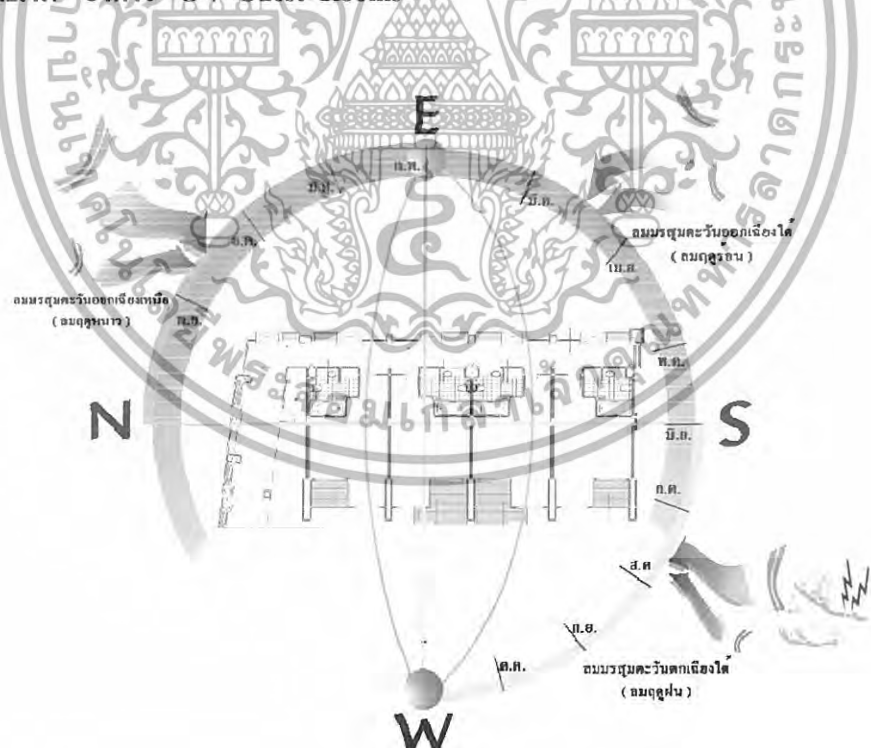 E
ก.พ.
ม.ค.
มี.ค.
ธ.ค.
เม.ย.
ลมมรสุมตะวันออกเฉียงใต้
( ลมฤดูร้อน )
ลมมรสุมตะวันออกเฉียงเหนือ
( ลมฤดูหนาว )
พ.ย.
พ.ค.
N
S
มิ.ย.
ก.ค.
ส.ค
ก.ย.
ต.ค.
ลมมรสุมตะวันตกเฉียงใต้
( ลมฤดูฝน )
W